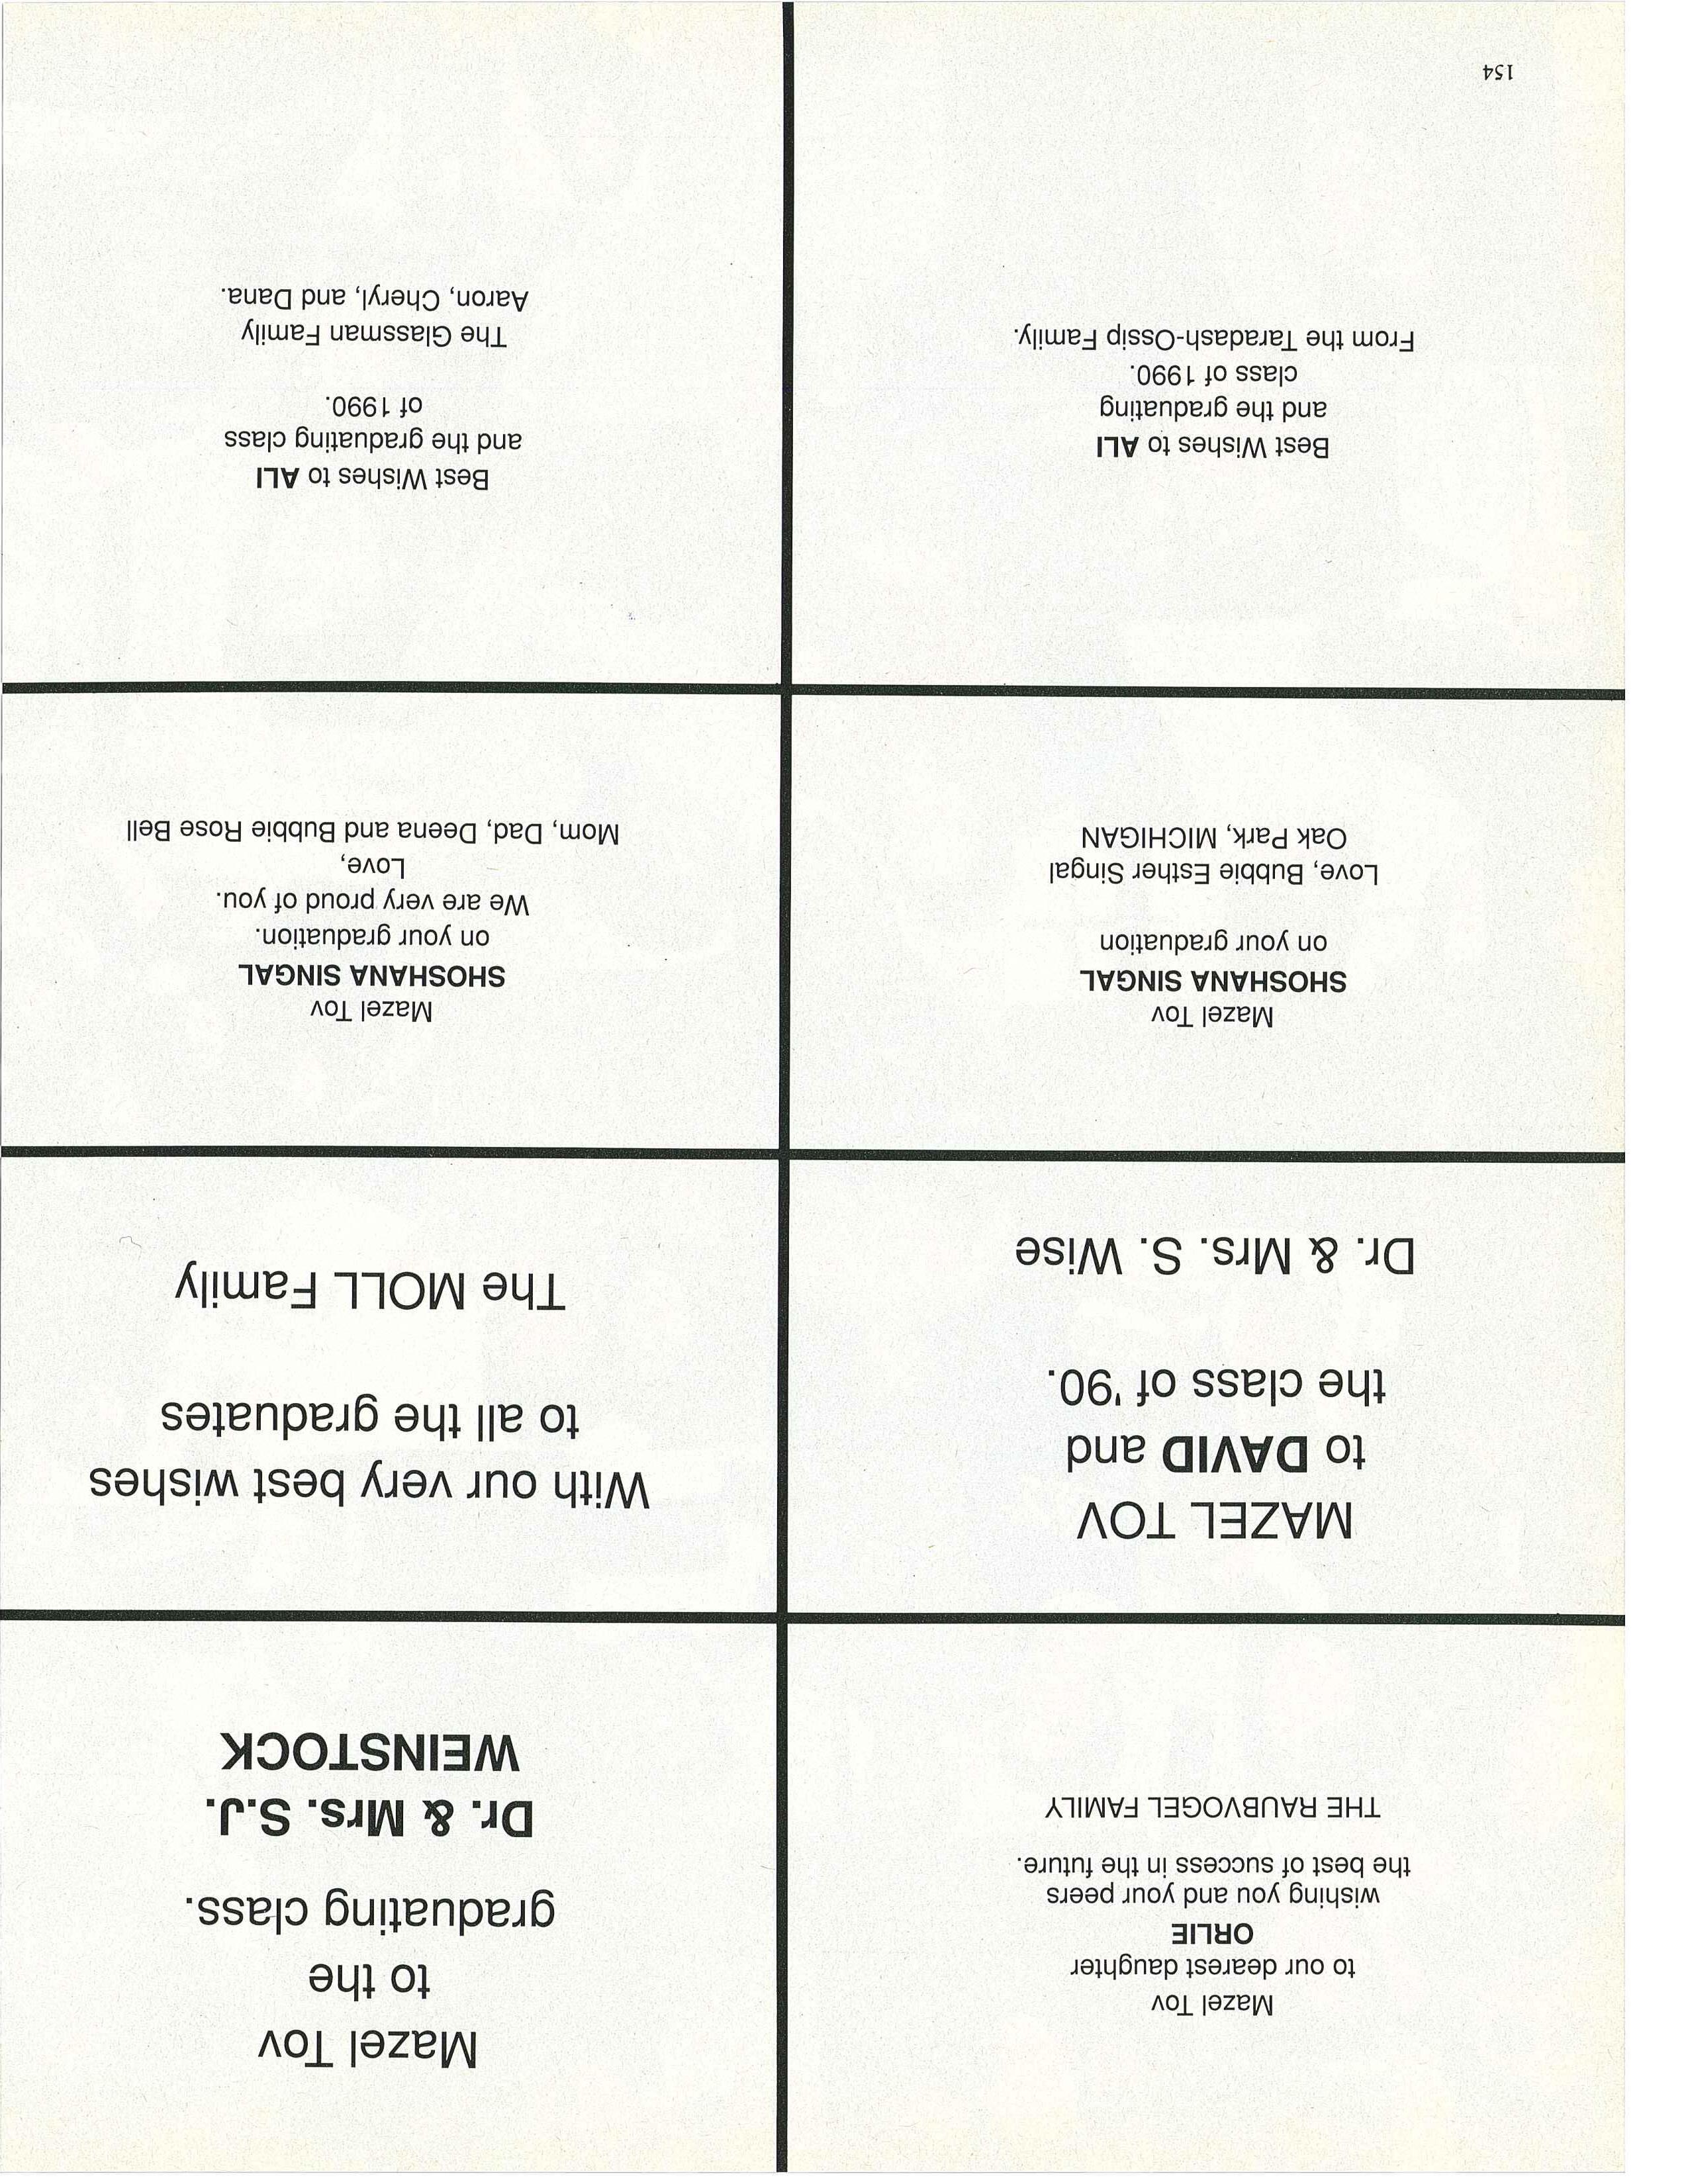 Mazel Tov
to our dearest daughter
ORLIE
wishing you and your peers
the best of success in the future.
THE RAUBVOGEL FAMILY
Mazel Tov
to the
graduating class.
Dr. & Mrs. S.J.
WEINSTOCK
MAZEL TOV
to DAVID and
the class of '90.
Dr. & Mrs. S. Wise
With our very best wishes
to all the graduates
The MOLL Family
Mazel Tov
SHOSHANA SINGAL
on your graduation
Love, Bubbie Esther Singal
Oak Park, MICHIGAN
Mazel Tov
SHOSHANA SINGAL
on your graduation.
We are very proud of you.
Love,
Mom, Dad, Deena and Bubbie Rose Bell
Best Wishes to ALI
and the graduating
class of 1990.
From the Taradash-Ossip Family.
Best Wishes to ALI
and the graduating class
of 1990.
The Glassman Family
Aaron, Cheryl, and Dana.
154